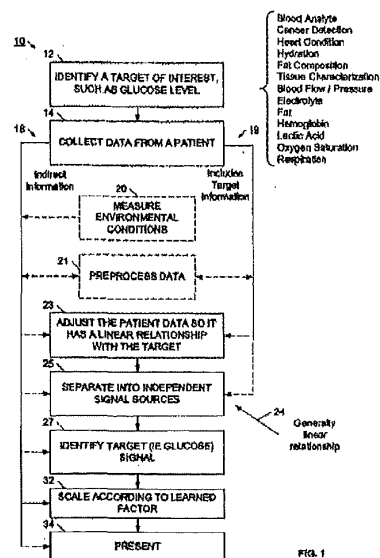 10
12
IDENTIFY A TARGET OF INTEREST,
SUCH AS GLUCOSE LEVEL
Blood Analyte
Cancer Detection
Heart Condition
Hydration
Fat Composition
Tissue Characterization
Blood Flow / Pressure
Electrolyte
Fat
Hemoglobin
Lactic Acid
Oxygen Saturation
Respiration
14
18
COLLECT DATA FROM A PATIENT
19
Indirect
Information
Includes
Target
Information
20
MEASURE
ENVIRONMENTAL
CONDITIONS
21
PREPROCESS DATA
23
ADJUST THE PATIENT DATA SO IT
HAS A LINEAR RELATIONSHIP
WITH THE TARGET
25
SEPARATE INTO INDEPENDENT
SIGNAL SOURCES
24
Generally
linear
relationship
27
IDENTIFY TARGET (IE GLUCOSE)
SIGNAL
32
SCALE ACCORDING TO LEARNED
FACTOR
34
PRESENT
FIG. 1